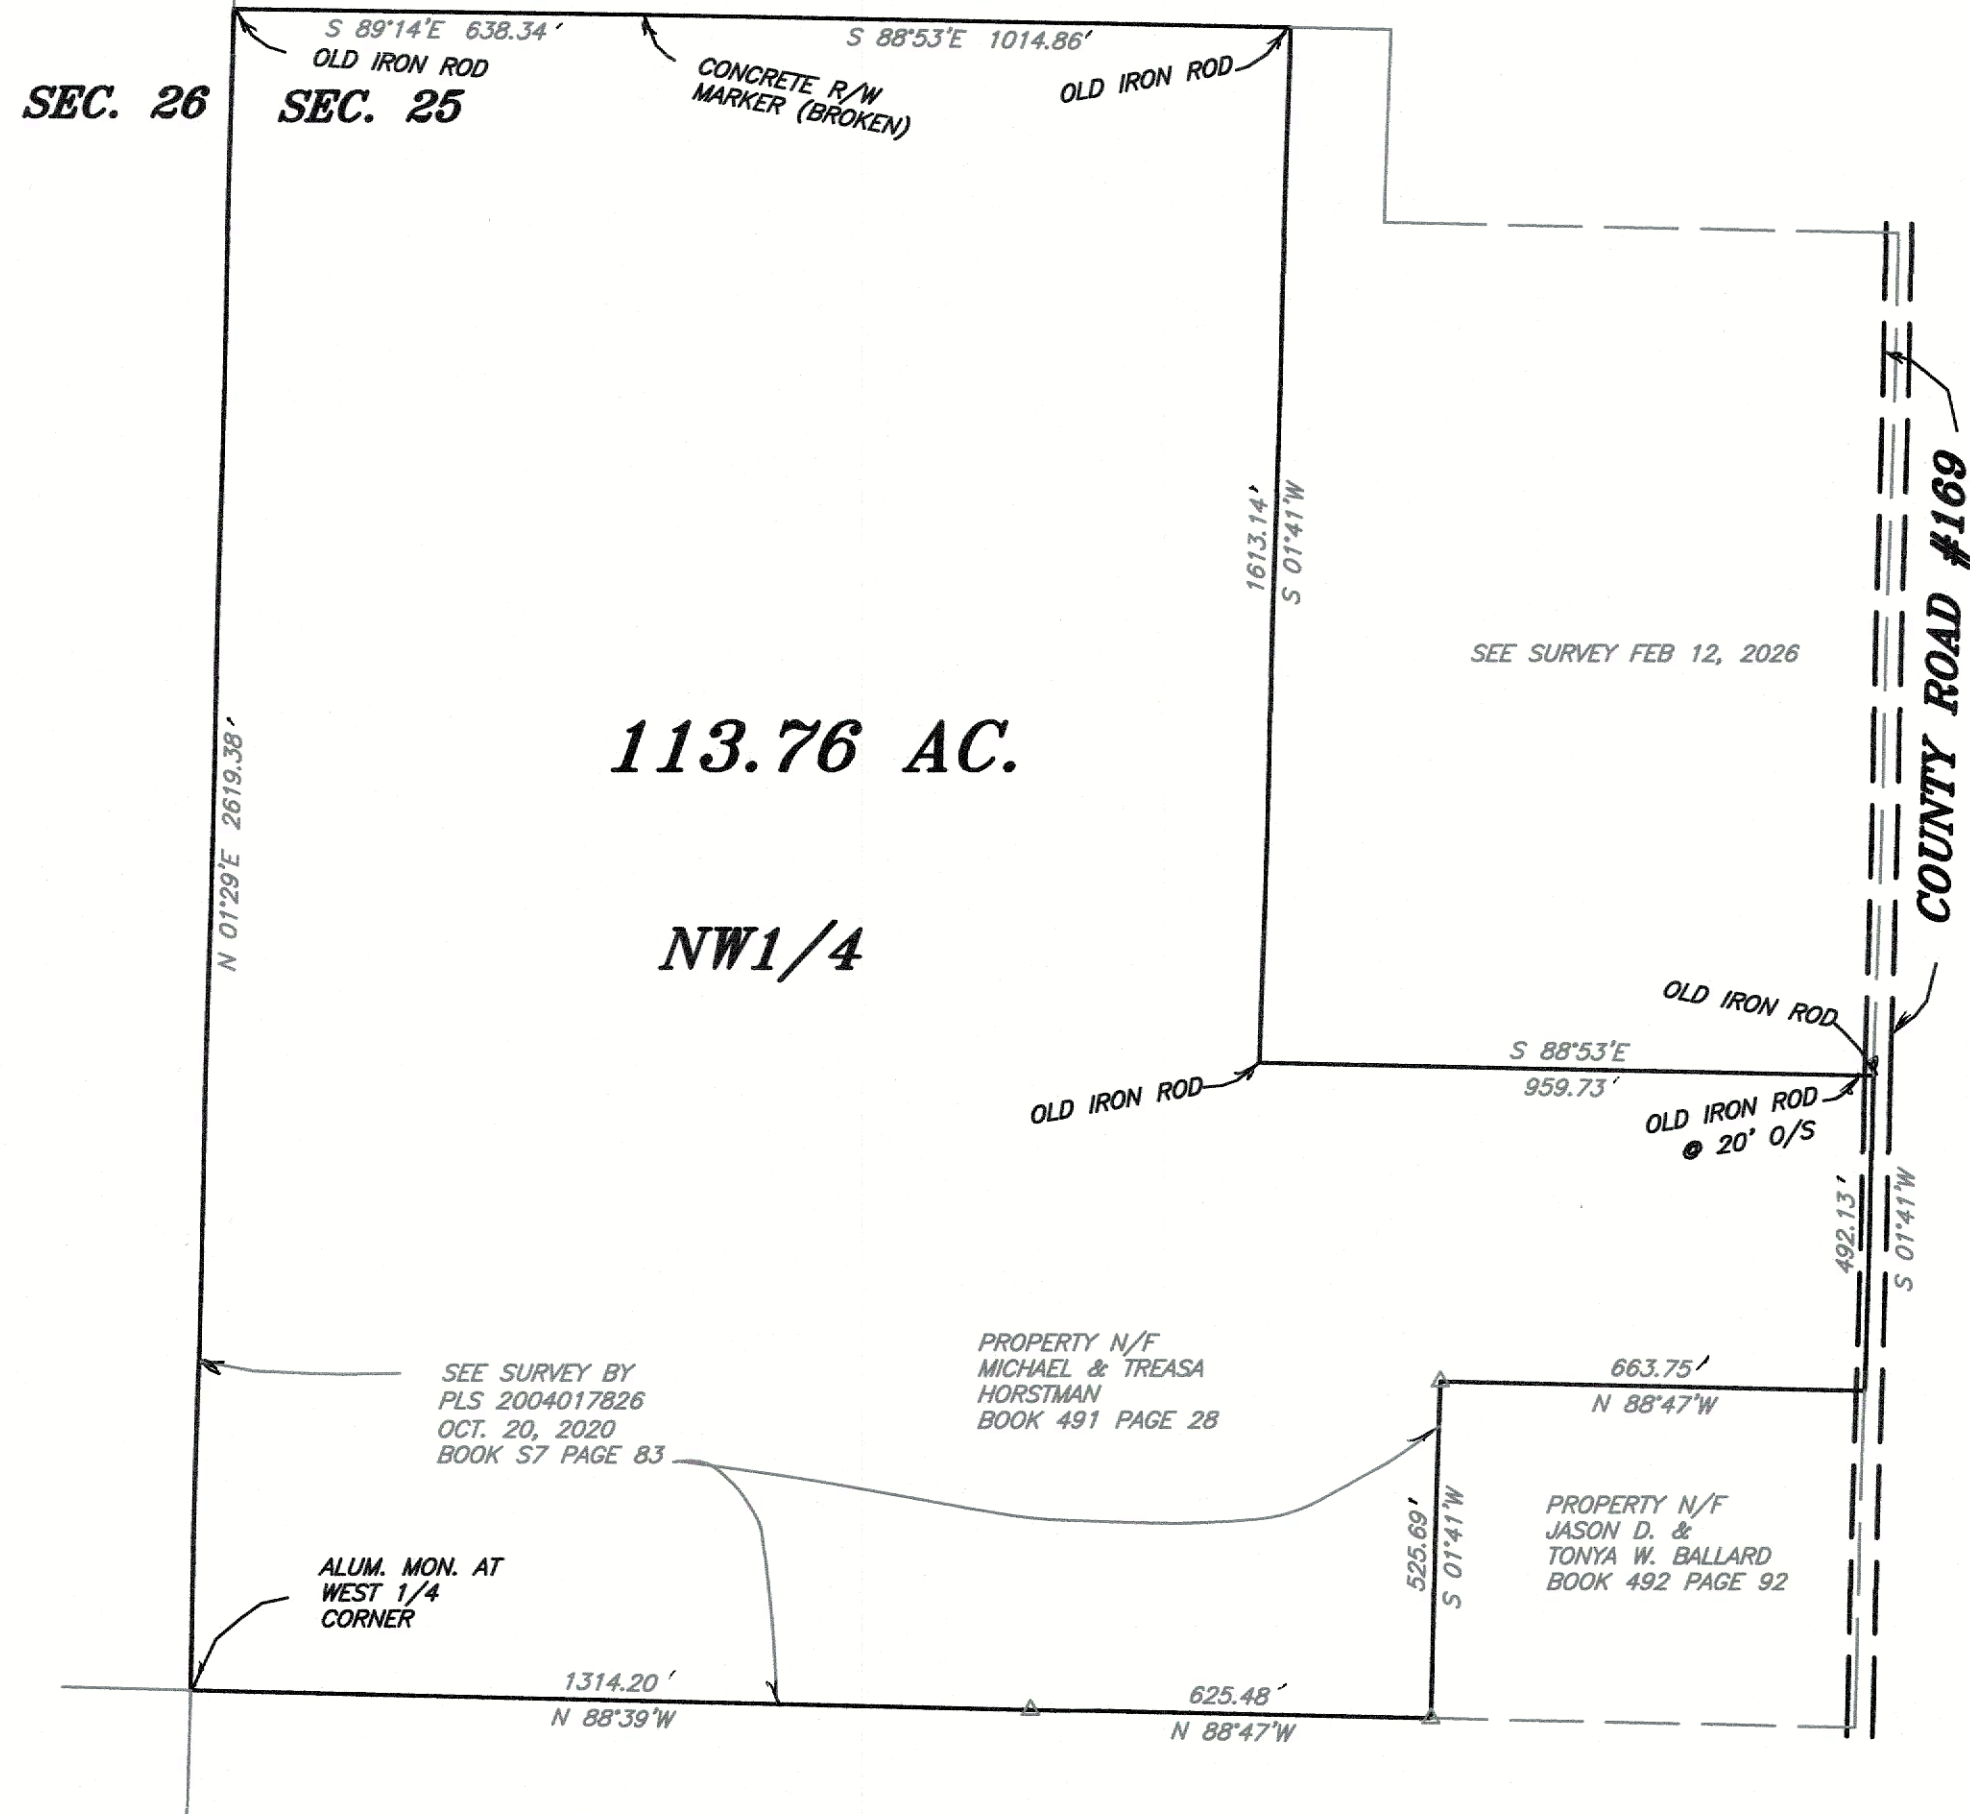 S 89°14'E 638.34'
S 88°53'E 1014.86'
OLD IRON ROD
CONCRETE R/W
MARKER (BROKEN)
OLD IRON ROD
SEC. 26
SEC. 25
1613.14'
S 01°41'W
COUNTY ROAD #169
SEE SURVEY FEB 12, 2026
N 01°29'E 2619.38'
113.76 AC.
NW1/4
OLD IRON ROD
S 88°53'E
959.73'
OLD IRON ROD
OLD IRON ROD
@ 20' O/S
492.13'
S 01°41'W
SEE SURVEY BY
PLS 2004017826
OCT. 20, 2020
BOOK S7 PAGE 83
PROPERTY N/F
MICHAEL & TREASA
HORSTMAN
BOOK 491 PAGE 28
663.75'
N 88°47'W
525.69'
S 01°41'W
PROPERTY N/F
JASON D. &
TONYA W. BALLARD
BOOK 492 PAGE 92
ALUM. MON. AT
WEST 1/4
CORNER
1314.20'
N 88°39'W
625.48'
N 88°47'W